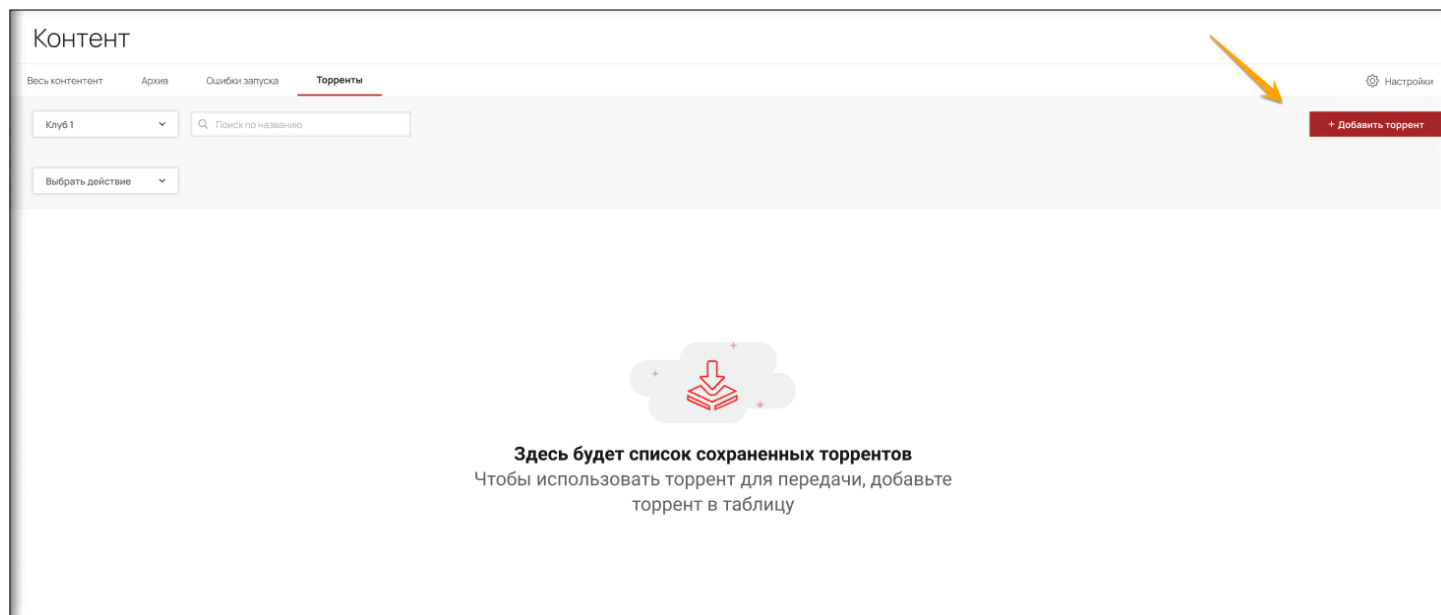 Контент
Весь контентент Архив Ошибки запуска Торренты Настройки
Клуб 1 Поиск по названию + Добавить торрент
Выбрать действие
Здесь будет список сохраненных торрентов
Чтобы использовать торрент для передачи, добавьте
торрент в таблицу